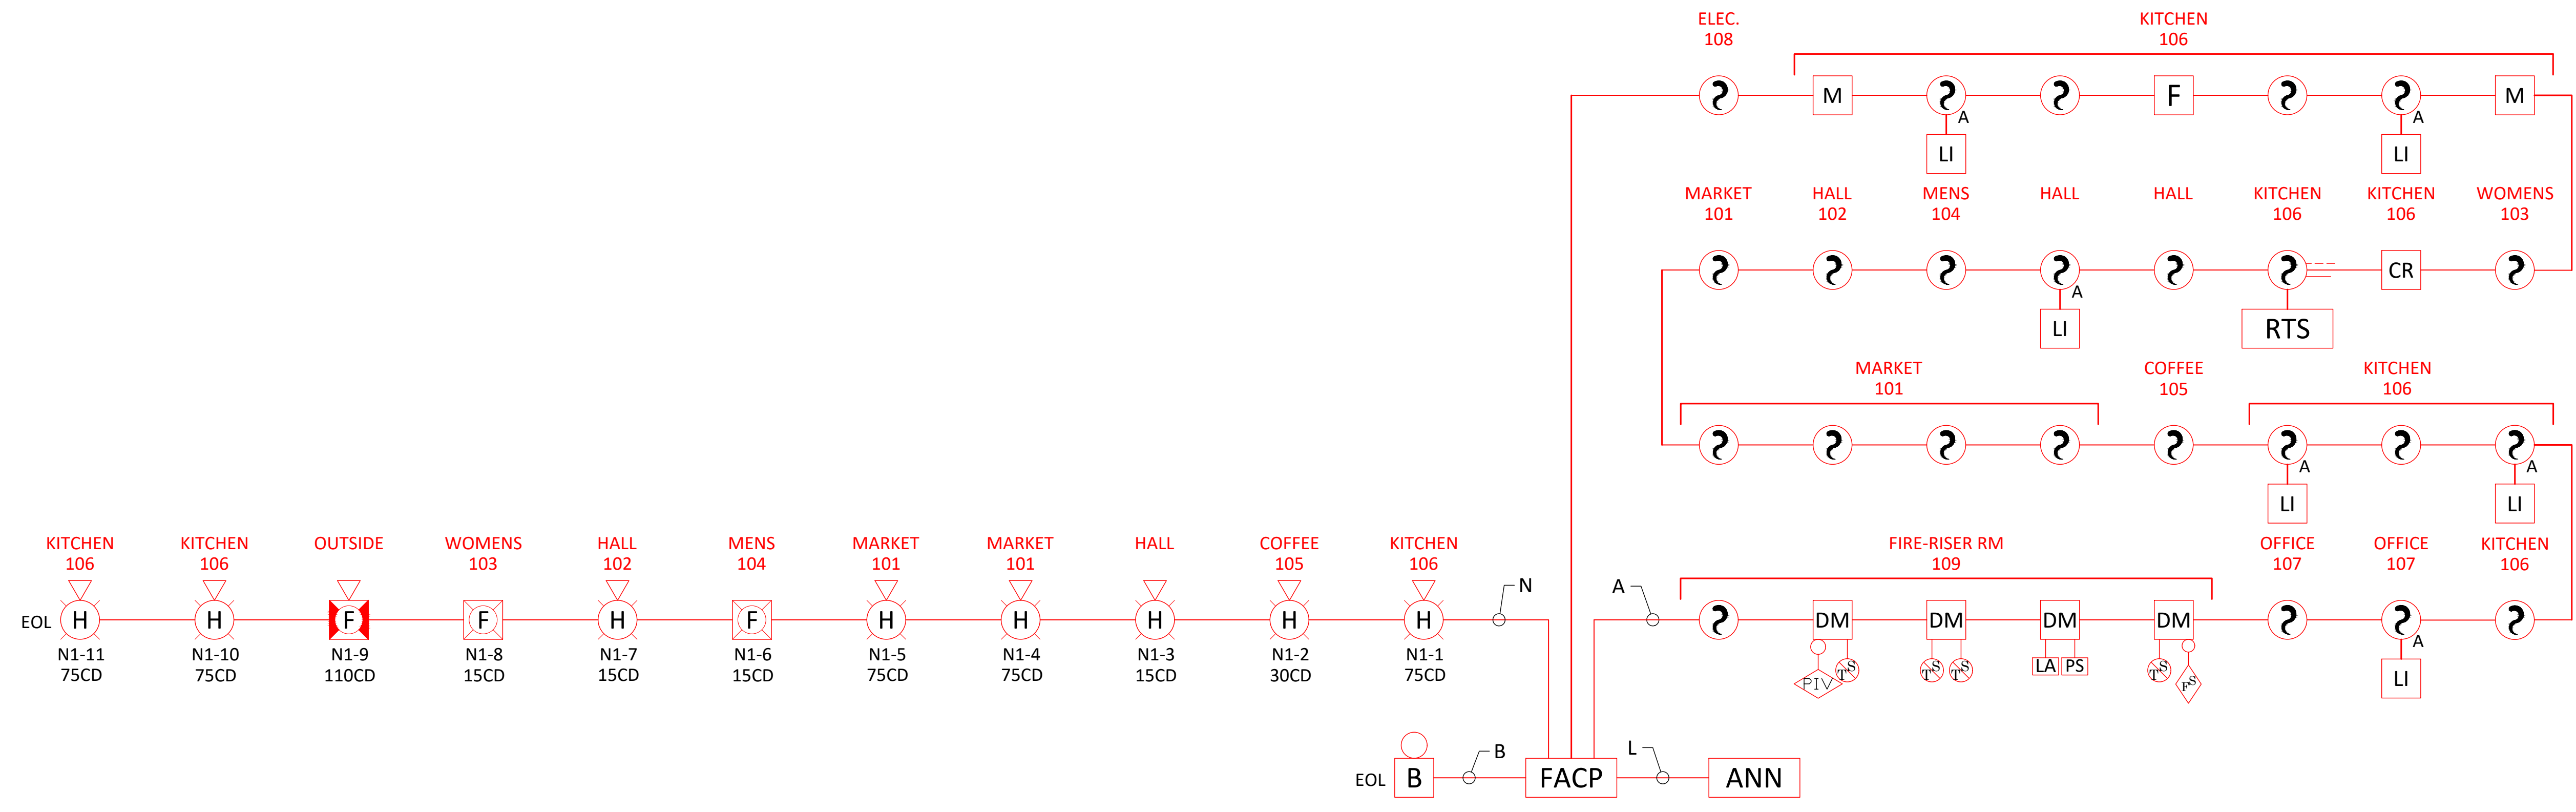 ELEC.
108
KITCHEN
106
M
F
M
A
A
LI
LI
MARKET
101
HALL
102
MENS
104
HALL
HALL
KITCHEN
106
KITCHEN
106
WOMENS
103
CR
A
LI
RTS
MARKET
101
COFFEE
105
KITCHEN
106
A
A
LI
LI
FIRE-RISER RM
109
OFFICE
107
OFFICE
107
KITCHEN
106
DM
DM
DM
DM
A
PIV
TS
TS
TS
LA
PS
TS
FS
LI
KITCHEN
106
KITCHEN
106
OUTSIDE
WOMENS
103
HALL
102
MENS
104
MARKET
101
MARKET
101
HALL
COFFEE
105
KITCHEN
106
N
A
EOL
H
H
F
F
H
F
H
H
H
H
H
N1-11
75CD
N1-10
75CD
N1-9
110CD
N1-8
15CD
N1-7
15CD
N1-6
15CD
N1-5
75CD
N1-4
75CD
N1-3
15CD
N1-2
30CD
N1-1
75CD
B
L
EOL
B
FACP
ANN